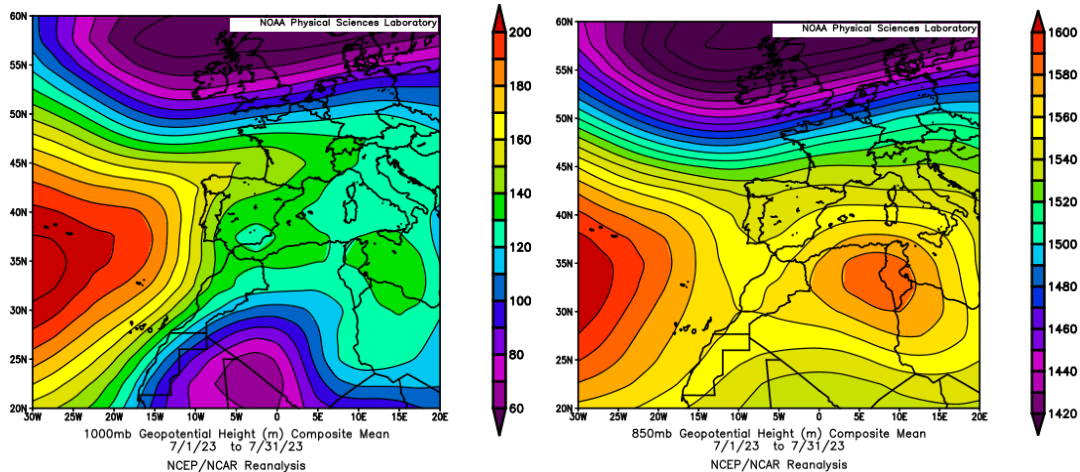 NOAA Physical Sciences Laboratory
60N
55N
50N
45N
40N
35N
30N
25N
20N
30W 25W 20W 15W 10W 5W 0 5E 10E 15E 20E
200
180
160
140
120
100
80
60
1000mb Geopotential Height (m) Composite Mean
7/1/23 to 7/31/23
NCEP/NCAR Reanalysis
NOAA Physical Sciences Laboratory
60N
55N
50N
45N
40N
35N
30N
25N
20N
30W 25W 20W 15W 10W 5W 0 5E 10E 15E 20E
1600
1580
1560
1540
1520
1500
1480
1460
1440
1420
850mb Geopotential Height (m) Composite Mean
7/1/23 to 7/31/23
NCEP/NCAR Reanalysis